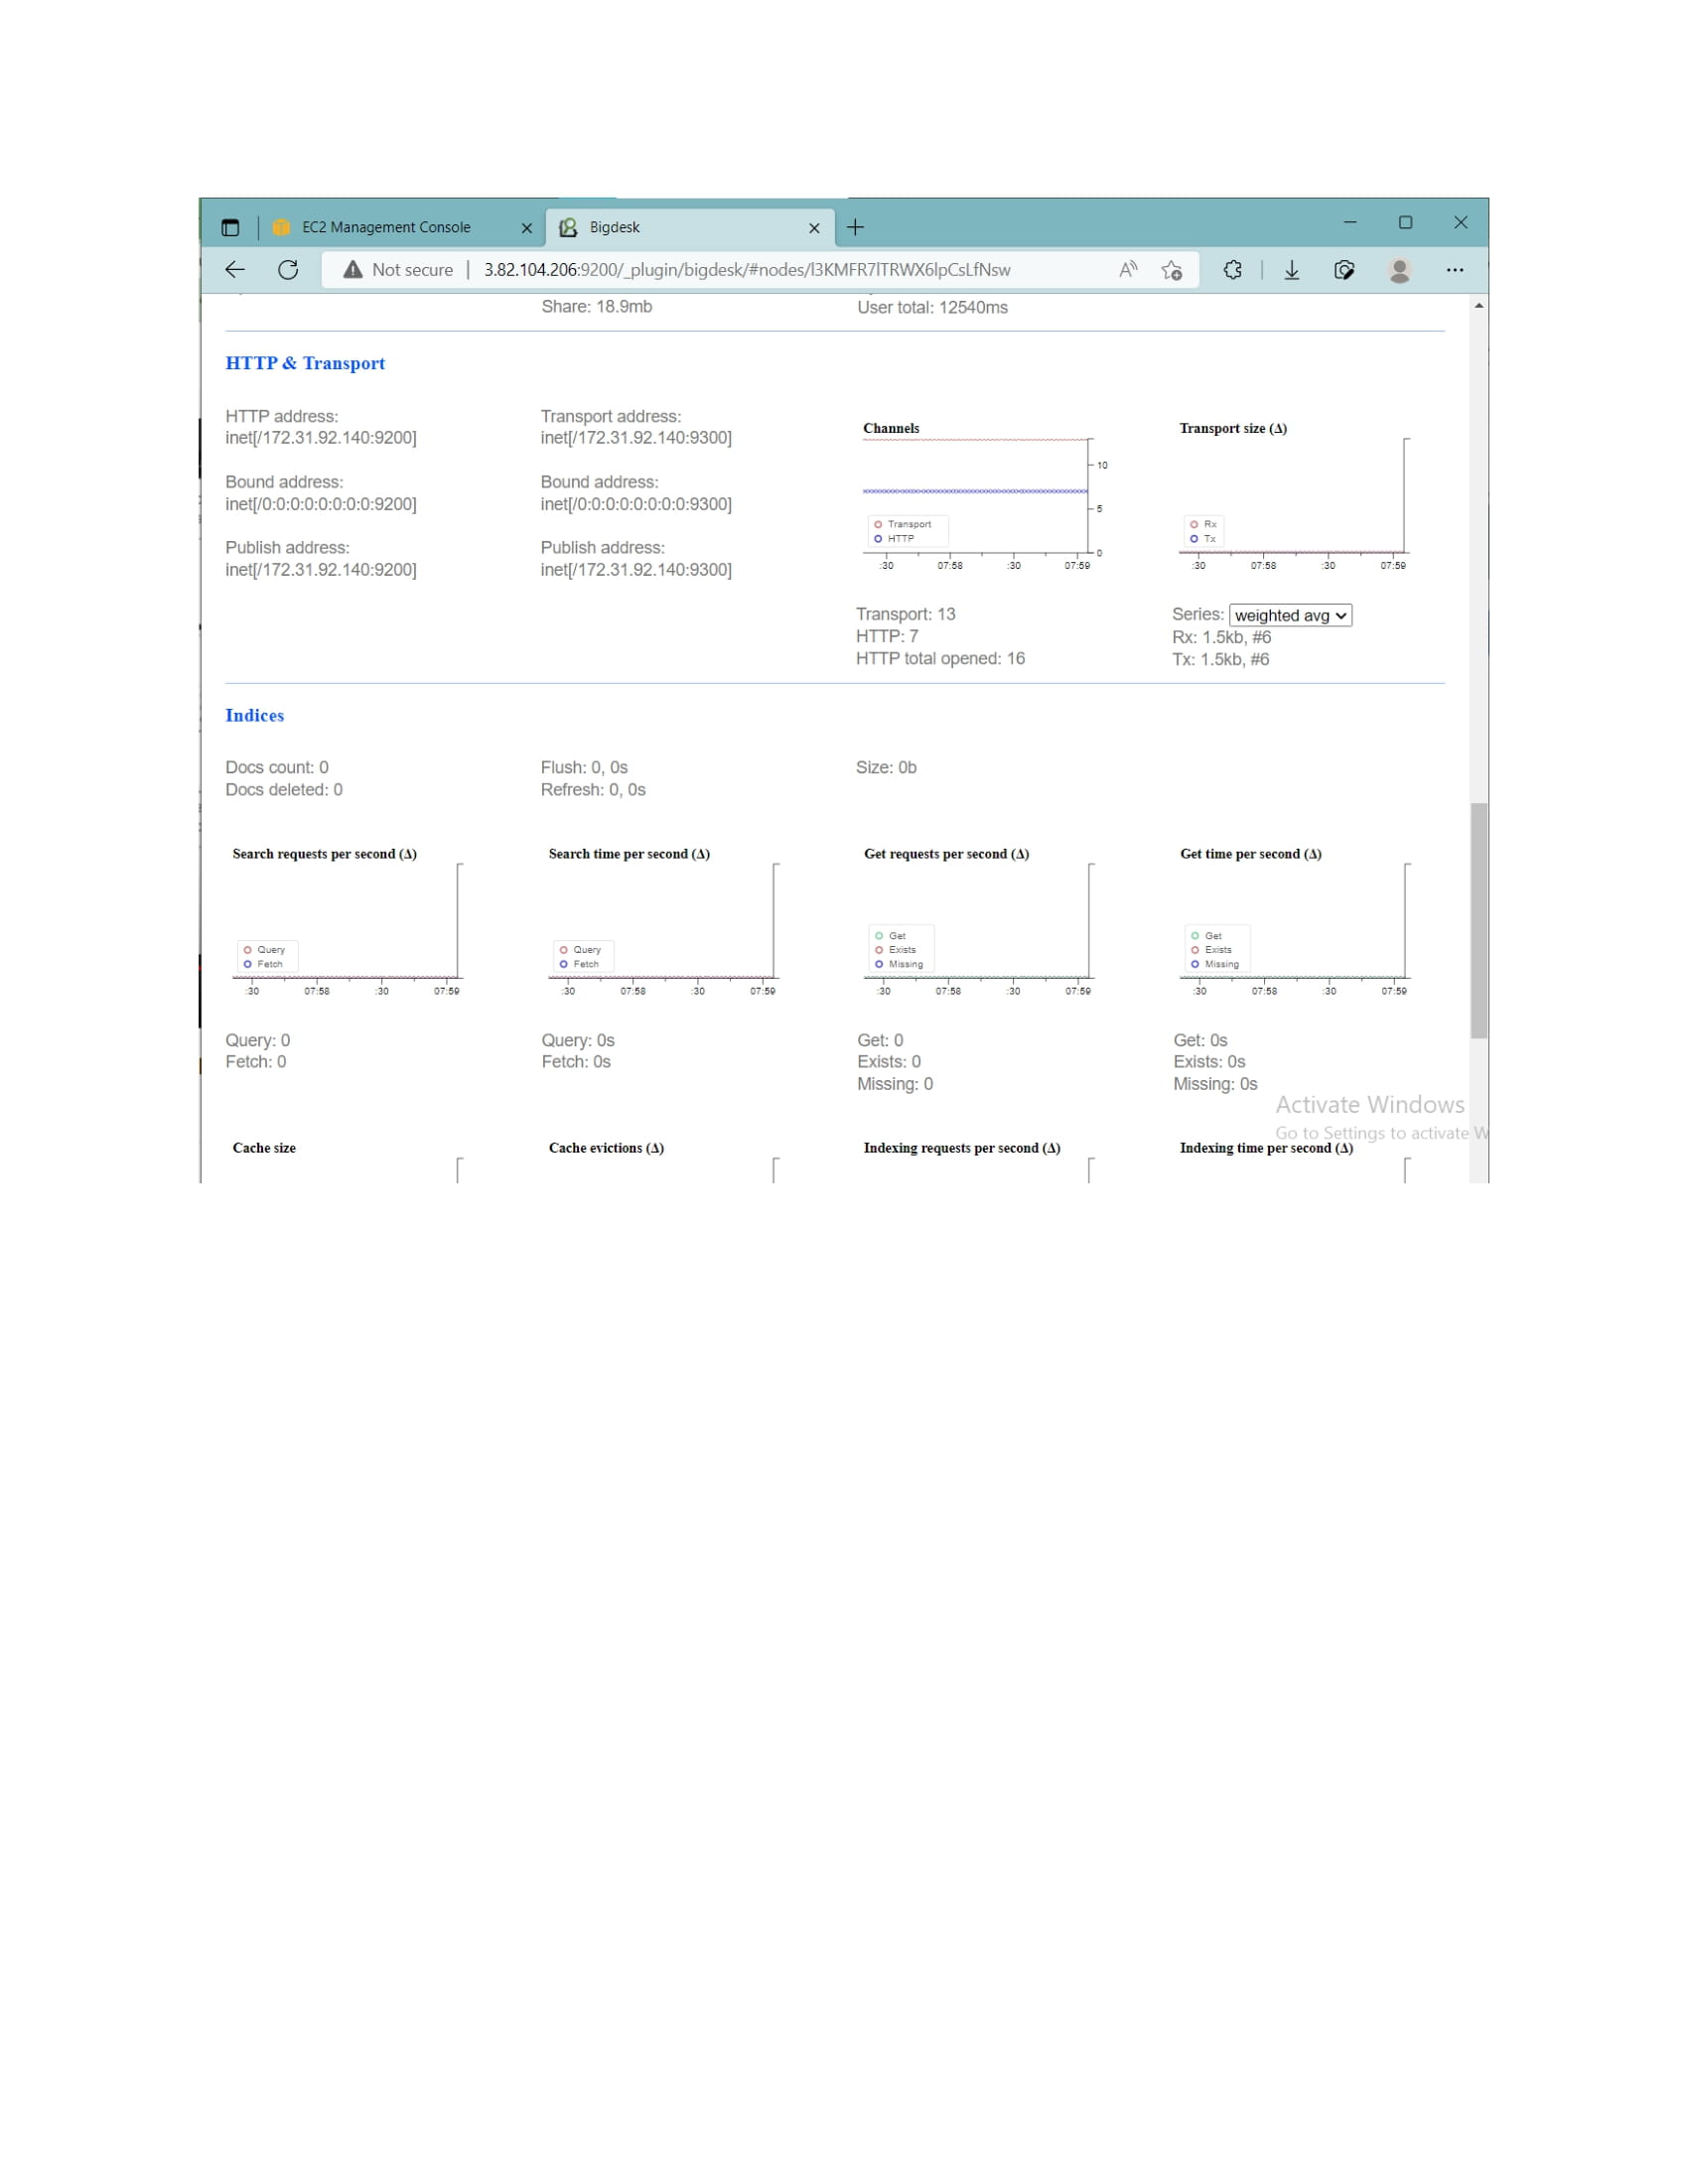 EC2 Management Console
Bigdesk
Not secure
3.82.104.206:9200/_plugin/bigdesk/#nodes/l3KMFR7lTRWX6lpCsLfNsw
Share: 18.9mb
User total: 12540ms
HTTP & Transport
HTTP address:
inet[/172.31.92.140:9200]
Bound address:
inet[/0:0:0:0:0:0:0:0:9200]
Publish address:
inet[/172.31.92.140:9200]
Transport address:
inet[/172.31.92.140:9300]
Bound address:
inet[/0:0:0:0:0:0:0:0:9300]
Publish address:
inet[/172.31.92.140:9300]
Channels
10
5
0
Transport
HTTP
:30 07:58 :30 07:59
Transport: 13
HTTP: 7
HTTP total opened: 16
Transport size (Δ)
Rx
Tx
:30 07:58 :30 07:59
Series: weighted avg
Rx: 1.5kb, #6
Tx: 1.5kb, #6
Indices
Docs count: 0
Docs deleted: 0
Flush: 0, 0s
Refresh: 0, 0s
Size: 0b
Search requests per second (Δ)
Query
Fetch
:30 07:58 :30 07:59
Query: 0
Fetch: 0
Search time per second (Δ)
Query
Fetch
:30 07:58 :30 07:59
Query: 0s
Fetch: 0s
Get requests per second (Δ)
Get
Exists
Missing
:30 07:58 :30 07:59
Get: 0
Exists: 0
Missing: 0
Get time per second (Δ)
Get
Exists
Missing
:30 07:58 :30 07:59
Get: 0s
Exists: 0s
Missing: 0s
Activate Windows
Go to Settings to activate W
Cache size
Cache evictions (Δ)
Indexing requests per second (Δ)
Indexing time per second (Δ)